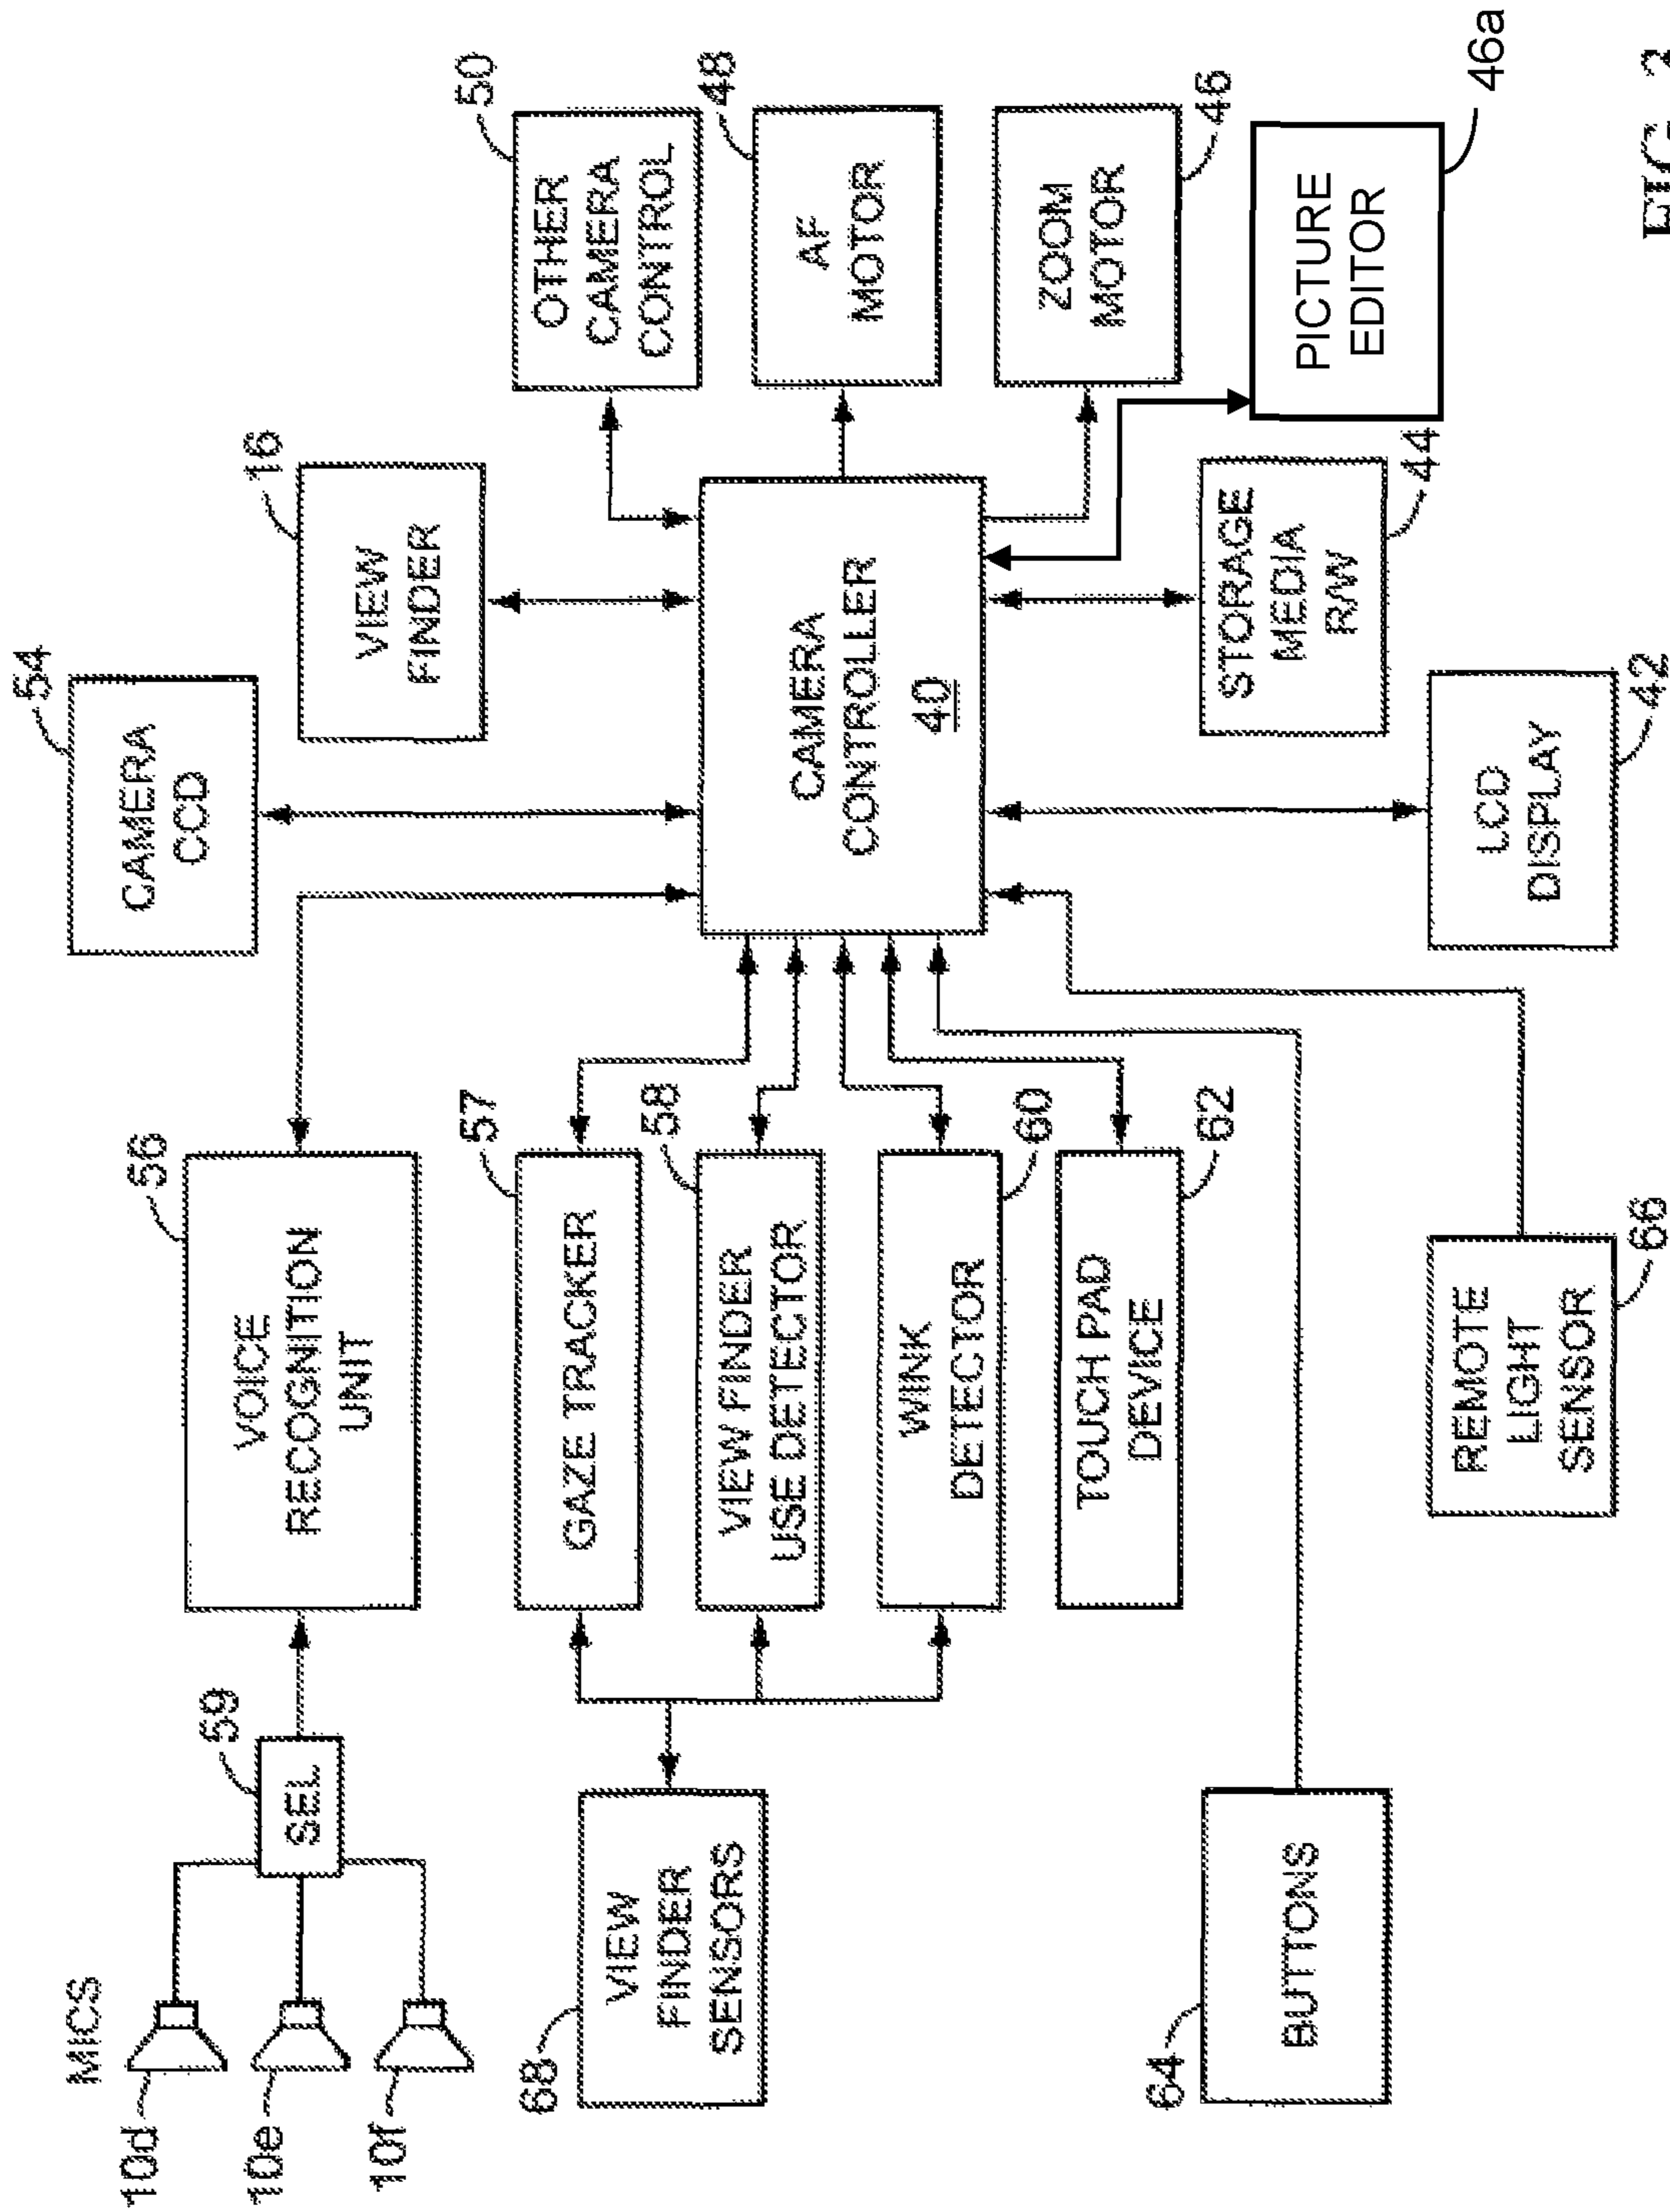 MICS
10d
10e
10f
59
SEL
56
VOICE
RECOGNITION
UNIT
54
CAMERA
CCD
16
VIEW
FINDER
50
OTHER
CAMERA
CONTROL
68
VIEW
FINDER
SENSORS
57
GAZE TRACKER
58
VIEW FINDER
USE DETECTOR
WINK
DETECTOR
60
TOUCH PAD
DEVICE
62
CAMERA
CONTROLLER
40
48
AF
MOTOR
ZOOM
MOTOR
46
64
BUTTONS
REMOTE
LIGHT
SENSOR
66
LCD
DISPLAY
42
STORAGE
MEDIA
R/W
44
PICTURE
EDITOR
46a
FIG.